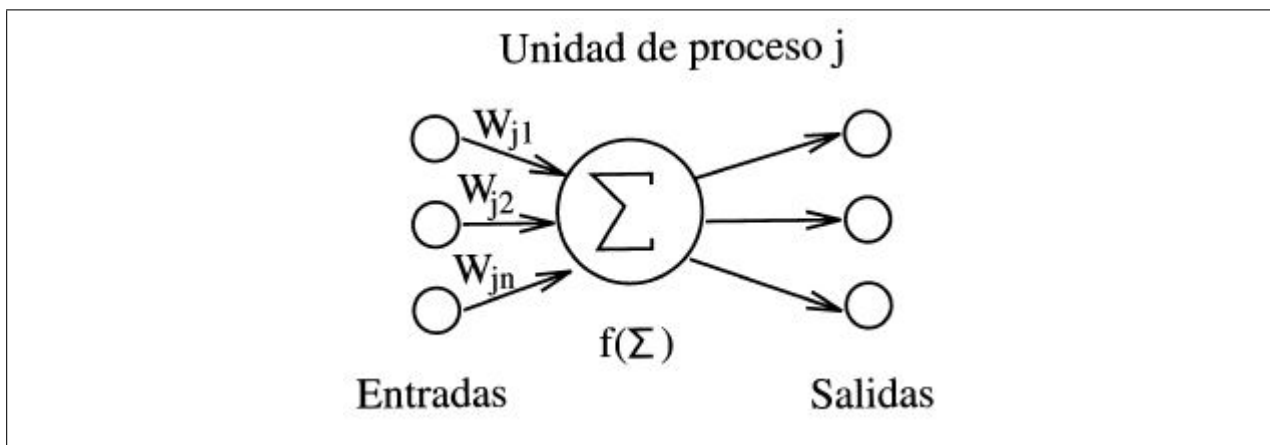 Unidad de proceso j
Wj1
Wj2
Wjn
Σ
f(Σ)
Entradas
Salidas